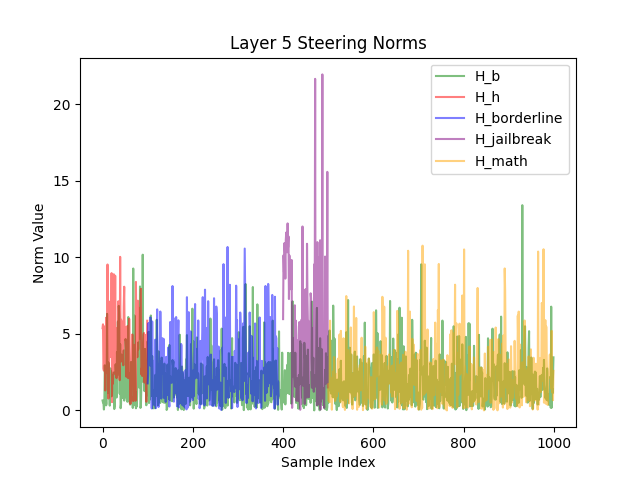 Layer 5 Steering Norms
H_b
H_h
H_borderline
H_jailbreak
H_math
Norm Value
20
15
10
5
0
0 200 400 600 800 1000
Sample Index